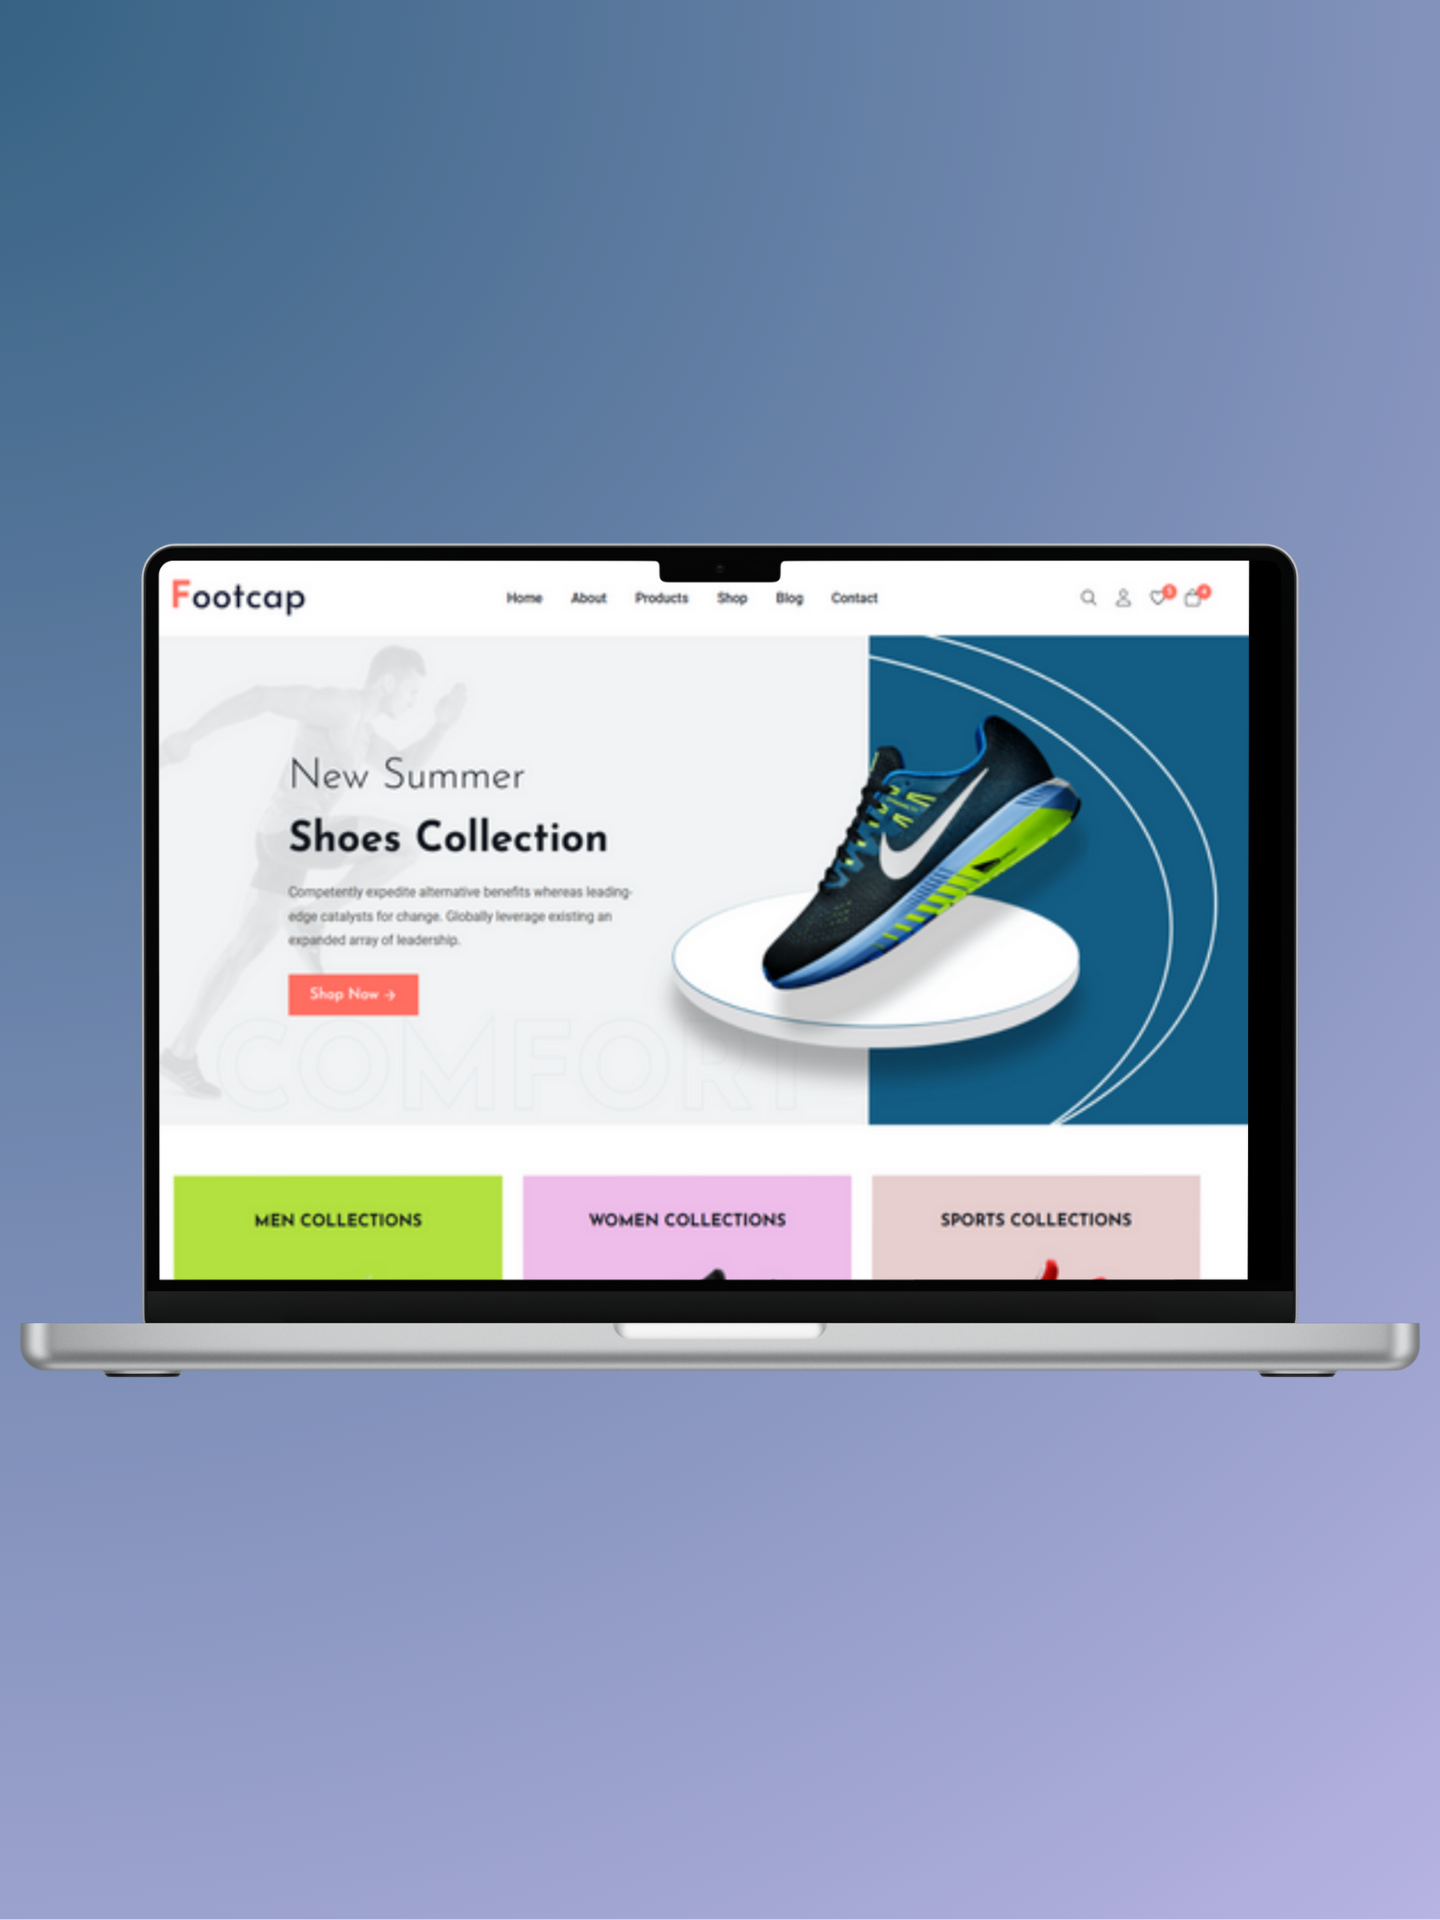 Footcap
Home About Products Shop Blog Contact
New Summer
Shoes Collection
Competently expedite alternative benefits whereas leading-
edge catalysts for change. Globally leverage existing an
expanded array of leadership.
Shop Now →
COMFORT
MEN COLLECTIONS
WOMEN COLLECTIONS
SPORTS COLLECTIONS